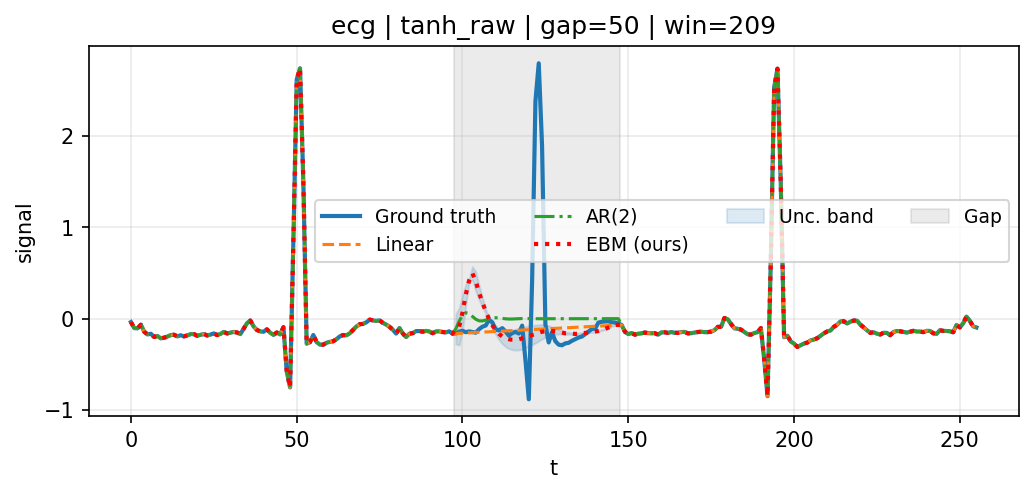 ecg | tanh_raw | gap=50 | win=209
signal
2
1
0
−1
Ground truth
Linear
AR(2)
EBM (ours)
Unc. band
Gap
0
50
100
150
200
250
t